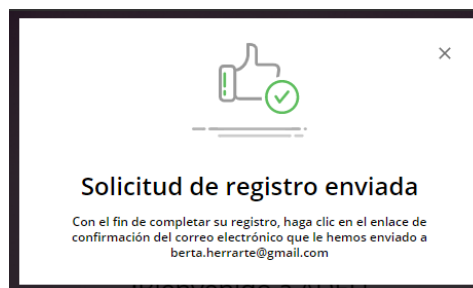 Solicitud de registro enviada
Con el fin de completar su registro, haga clic en el enlace de
confirmación del correo electrónico que le hemos enviado a
berta.herrarte@gmail.com